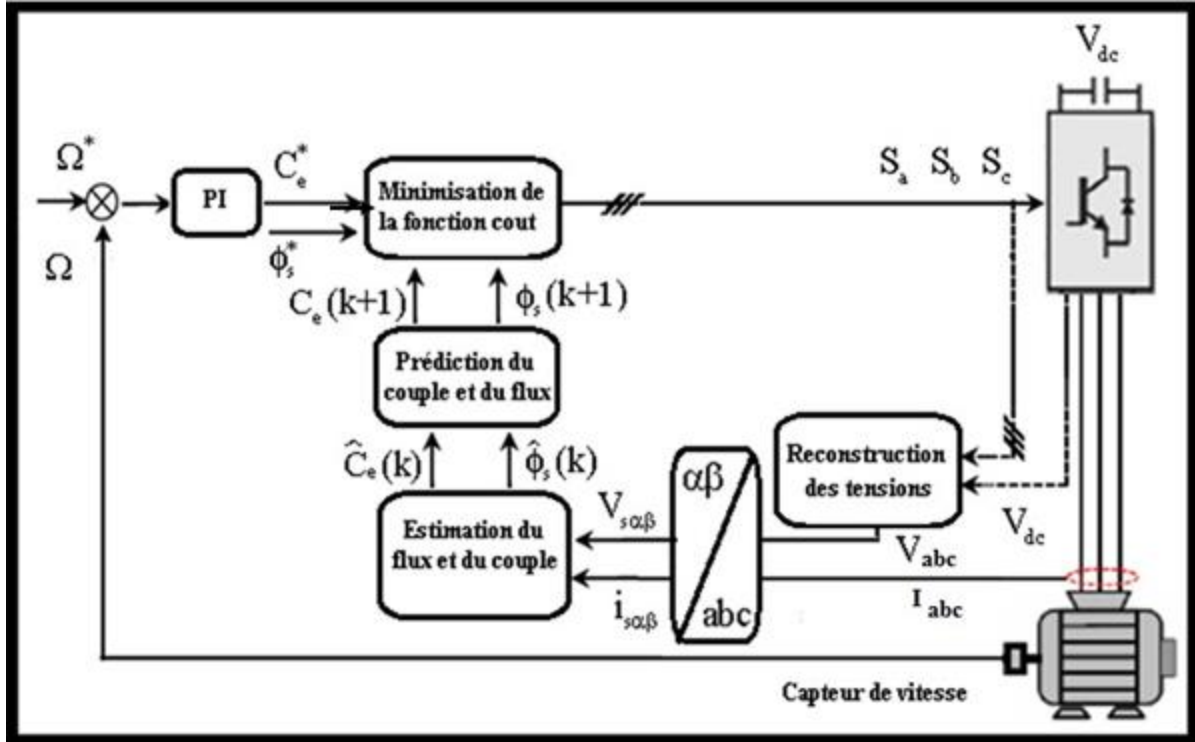 V_dc
Ω*
C_e*
S_a S_b S_c
PI
Minimisation de
la fonction cout
ϕ_s*
Ω
C_e(k+1)
ϕ_s(k+1)
Prédiction du
couple et du flux
Ĉ_e(k)
ϕ̂_s(k)
Reconstruction
des tensions
αβ
V_sαβ
V_dc
Estimation du
flux et du couple
V_abc
i_sαβ
abc
I_abc
Capteur de vitesse